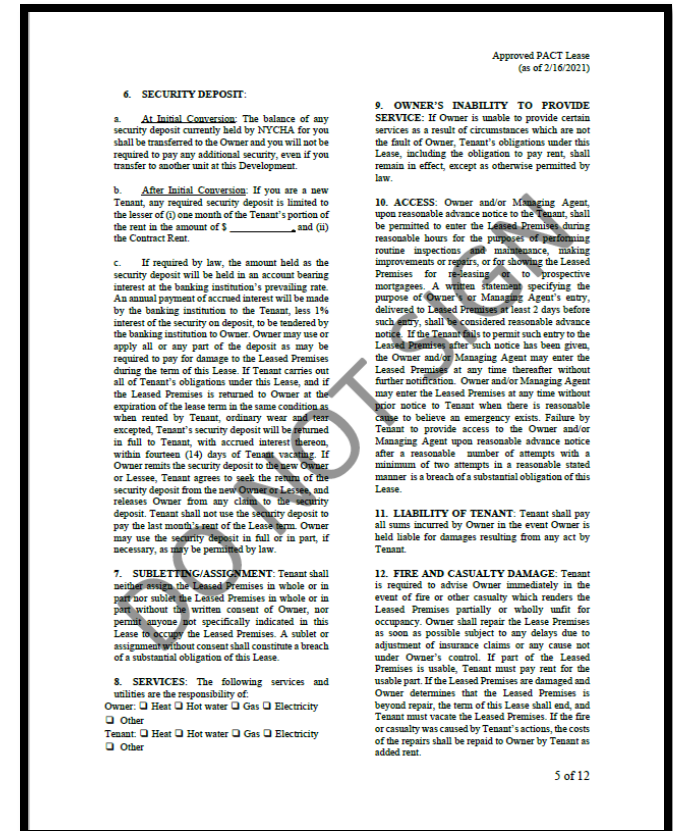 Approved PACT Lease
(as of 2/16/2021)
6. SECURITY DEPOSIT:
a. At Initial Conversion: The balance of any
security deposit currently held by NYCHA for you
shall be transferred to the Owner and you will not be
required to pay any additional security, even if you
transfer to another unit at this Development.
b. After Initial Conversion: If you are a new
Tenant, any required security deposit is limited to
the lesser of (i) one month of the Tenant's portion of
the rent in the amount of $ ____________, and (ii)
the Contract Rent.
c. If required by law, the amount held as the
security deposit will be held in an account bearing
interest at the banking institution's prevailing rate.
An annual payment of accrued interest will be made
by the banking institution to the Tenant, less 1%
interest of the security on deposit, to be tendered by
the banking institution to Owner. Owner may use or
apply all or any part of the deposit as may be
required to pay for damage to the Leased Premises
during the term of this Lease. If Tenant carries out
all of Tenant's obligations under this Lease, and if
the Leased Premises is returned to Owner at the
expiration of the lease term in the same condition as
when rented by Tenant, ordinary wear and tear
excepted, Tenant's security deposit will be returned
in full to Tenant, with accrued interest thereon,
within fourteen (14) days of Tenant vacating. If
Owner remits the security deposit to the new Owner
or Lessee, Tenant agrees to seek the return of the
security deposit from the new Owner or Lessee, and
releases Owner from any claim to the security
deposit. Tenant shall not use the security deposit to
pay the last month's rent of the Lease term. Owner
may use the security deposit in full or in part, if
necessary, as may be permitted by law.
7. SUBLETTING/ASSIGNMENT: Tenant shall
neither assign the Leased Premises in whole or in
part nor sublet the Leased Premises in whole or in
part without the written consent of Owner, nor
permit anyone not specifically indicated in this
Lease to occupy the Leased Premises. A sublet or
assignment without consent shall constitute a breach
of a substantial obligation of this Lease.
8. SERVICES: The following services and
utilities are the responsibility of:
Owner: ❑ Heat ❑ Hot water ❑ Gas ❑ Electricity
❑ Other
Tenant: ❑ Heat ❑ Hot water ❑ Gas ❑ Electricity
❑ Other
9. OWNER'S INABILITY TO PROVIDE
SERVICE: If Owner is unable to provide certain
services as a result of circumstances which are not
the fault of Owner, Tenant's obligations under this
Lease, including the obligation to pay rent, shall
remain in effect, except as otherwise permitted by
law.
10. ACCESS: Owner and/or Managing Agent,
upon reasonable advance notice to the Tenant, shall
be permitted to enter the Leased Premises during
reasonable hours for the purposes of performing
routine inspections and maintenance, making
improvements or repairs, or for showing the Leased
Premises for re-leasing or to prospective
mortgagees. A written statement specifying the
purpose of Owner's or Managing Agent's entry,
delivered to Leased Premises at least 2 days before
such entry, shall be considered reasonable advance
notice. If the Tenant fails to permit such entry to the
Leased Premises after such notice has been given,
the Owner and/or Managing Agent may enter the
Leased Premises at any time thereafter without
further notification. Owner and/or Managing Agent
may enter the Leased Premises at any time without
prior notice to Tenant when there is reasonable
cause to believe an emergency exists. Failure by
Tenant to provide access to the Owner and/or
Managing Agent upon reasonable advance notice
after a reasonable number of attempts with a
minimum of two attempts in a reasonable stated
manner is a breach of a substantial obligation of this
Lease.
11. LIABILITY OF TENANT: Tenant shall pay
all sums incurred by Owner in the event Owner is
held liable for damages resulting from any act by
Tenant.
12. FIRE AND CASUALTY DAMAGE: Tenant
is required to advise Owner immediately in the
event of fire or other casualty which renders the
Leased Premises partially or wholly unfit for
occupancy. Owner shall repair the Lease Premises
as soon as possible subject to any delays due to
adjustment of insurance claims or any cause not
under Owner's control. If part of the Leased
Premises is usable, Tenant must pay rent for the
usable part. If the Leased Premises are damaged and
Owner determines that the Leased Premises is
beyond repair, the term of this Lease shall end, and
Tenant must vacate the Leased Premises. If the fire
or casualty was caused by Tenant's actions, the costs
of the repairs shall be repaid to Owner by Tenant as
added rent.
5 of 12
DO NOT SIGN